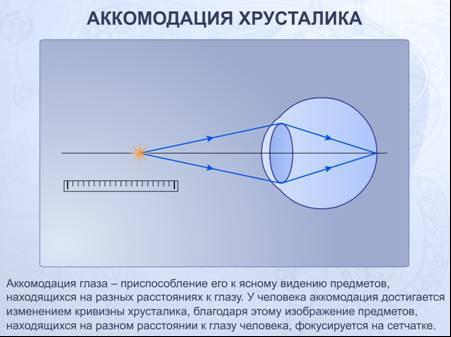 АККОМОДАЦИЯ ХРУСТАЛИКА
Аккомодация глаза – приспособление его к ясному видению предметов,
находящихся на разных расстояниях к глазу. У человека аккомодация достигается
изменением кривизны хрусталика, благодаря этому изображение предметов,
находящихся на разном расстоянии к глазу человека, фокусируется на сетчатке.